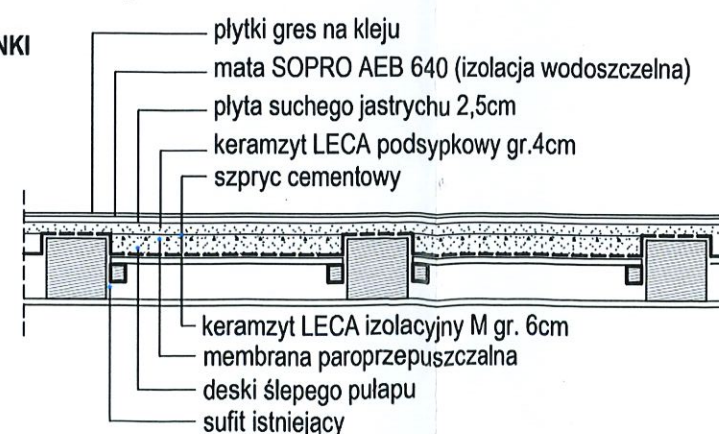 płytki gres na kleju
NKI
mata SOPRO AEB 640 (izolacja wodoszczelna)
płyta suchego jastrychu 2,5cm
keramzyt LECA podsypkowy gr.4cm
szpryc cementowy
keramzyt LECA izolacyjny M gr. 6cm
membrana paroprzepuszczalna
deski ślepego pułapu
sufit istniejący